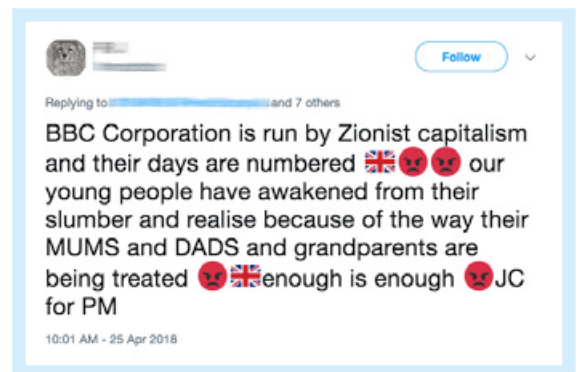 Follow
Replying to and 7 others
BBC Corporation is run by Zionist capitalism
and their days are numbered 🇬🇧😡😡 our
young people have awakened from their
slumber and realise because of the way their
MUMS and DADS and grandparents are
being treated 😡🇬🇧enough is enough 😡JC
for PM
10:01 AM - 25 Apr 2018